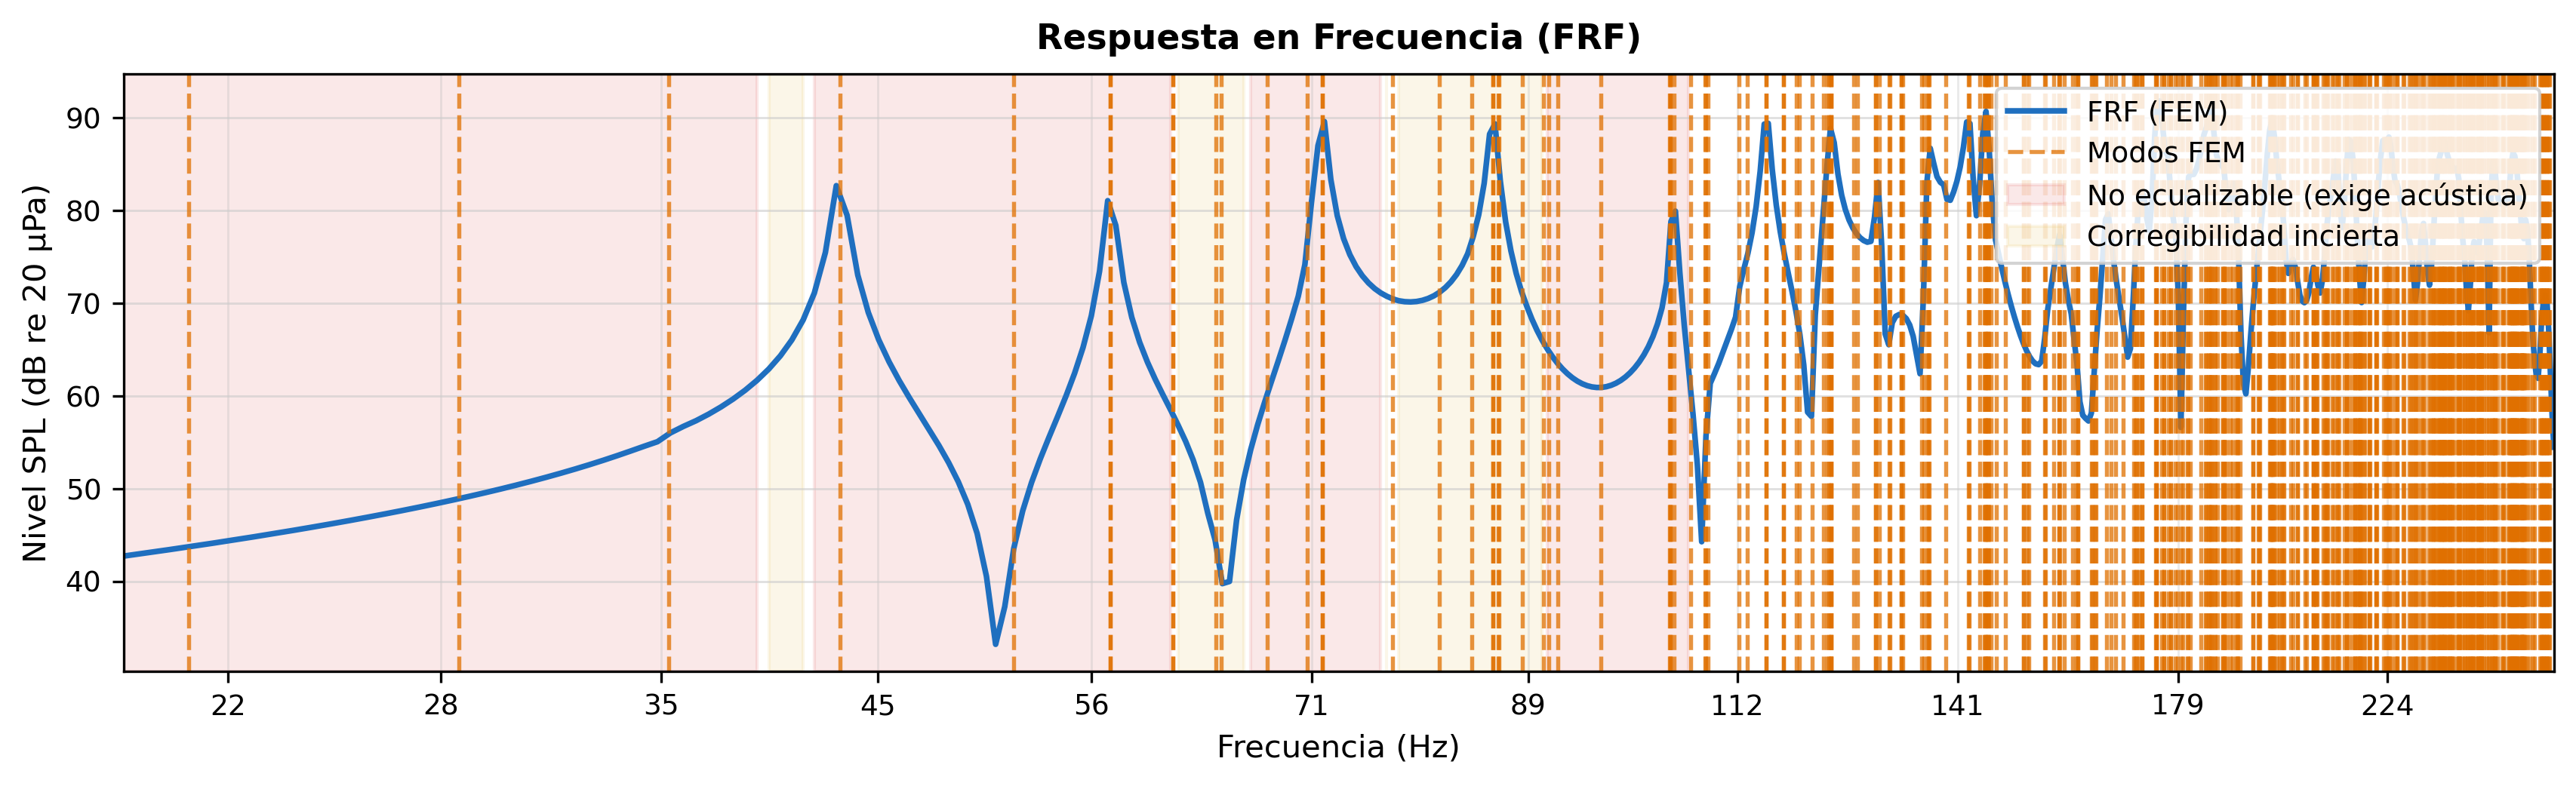 Respuesta en Frecuencia (FRF)
Nivel SPL (dB re 20 µPa)
90
80
70
60
50
40
FRF (FEM)
Modos FEM
No ecualizable (exige acústica)
Corregibilidad incierta
22 28 35 45 56 71 89 112 141 179 224
Frecuencia (Hz)